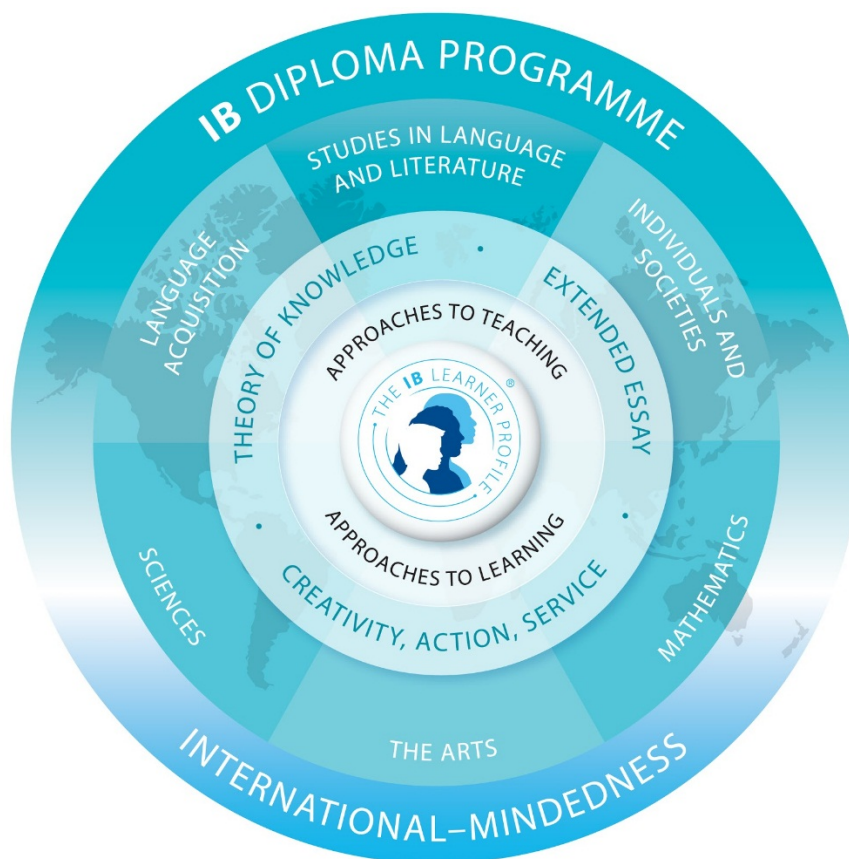 IB DIPLOMA PROGRAMME
STUDIES IN LANGUAGE
AND LITERATURE
LANGUAGE
ACQUISITION
INDIVIDUALS AND
SOCIETIES
THEORY OF KNOWLEDGE
·
EXTENDED ESSAY
APPROACHES TO TEACHING
THE IB LEARNER PROFILE®
APPROACHES TO LEARNING
·
CREATIVITY, ACTION, SERVICE
·
SCIENCES
MATHEMATICS
THE ARTS
INTERNATIONAL–MINDEDNESS